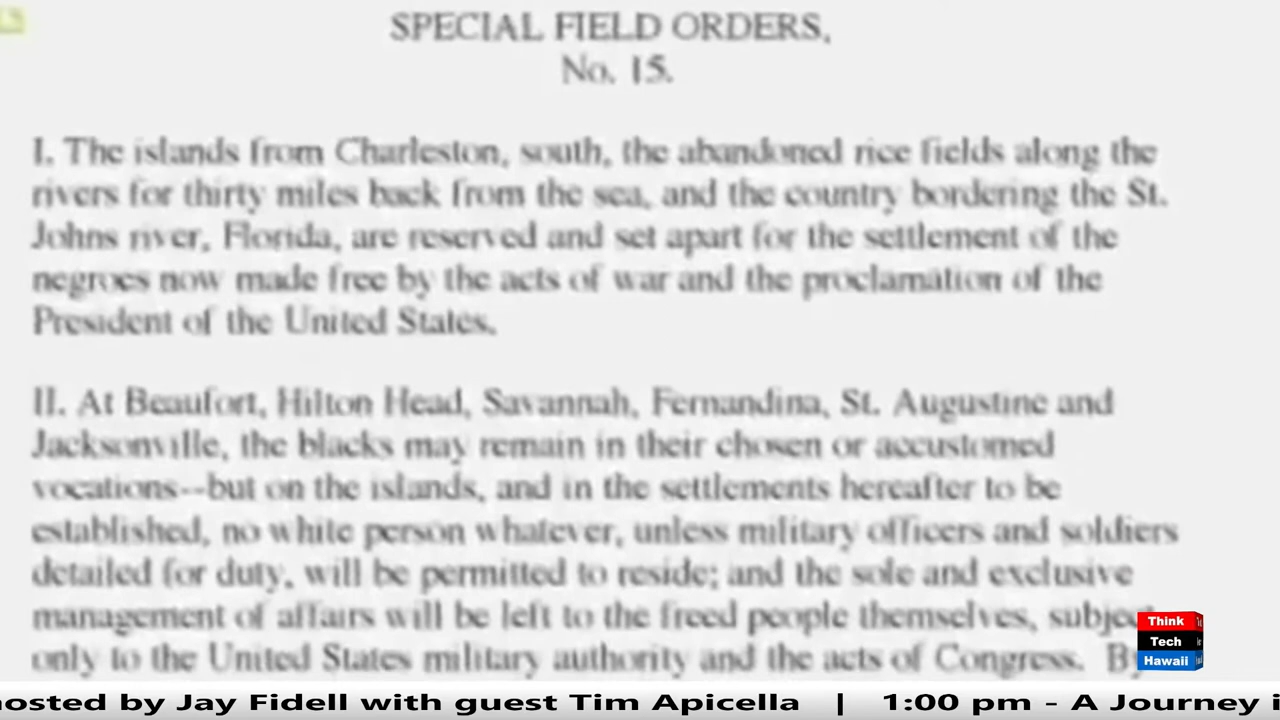 SPECIAL FIELD ORDERS,
No. 15.
I. The islands from Charleston, south, the abandoned rice fields along the
rivers for thirty miles back from the sea, and the country bordering the St.
Johns river, Florida, are reserved and set apart for the settlement of the
negroes now made free by the acts of war and the proclamation of the
President of the United States.
II. At Beaufort, Hilton Head, Savannah, Fernandina, St. Augustine and
Jacksonville, the blacks may remain in their chosen or accustomed
vocations--but on the islands, and in the settlements hereafter to be
established, no white person whatever, unless military officers and soldiers
detailed for duty, will be permitted to reside; and the sole and exclusive
management of affairs will be left to the freed people themselves, subjec
only to the United States military authority and the acts of Congress. By
Think
Tech
Hawaii
osted by Jay Fidell with guest Tim Apicella | 1:00 pm - A Journey i